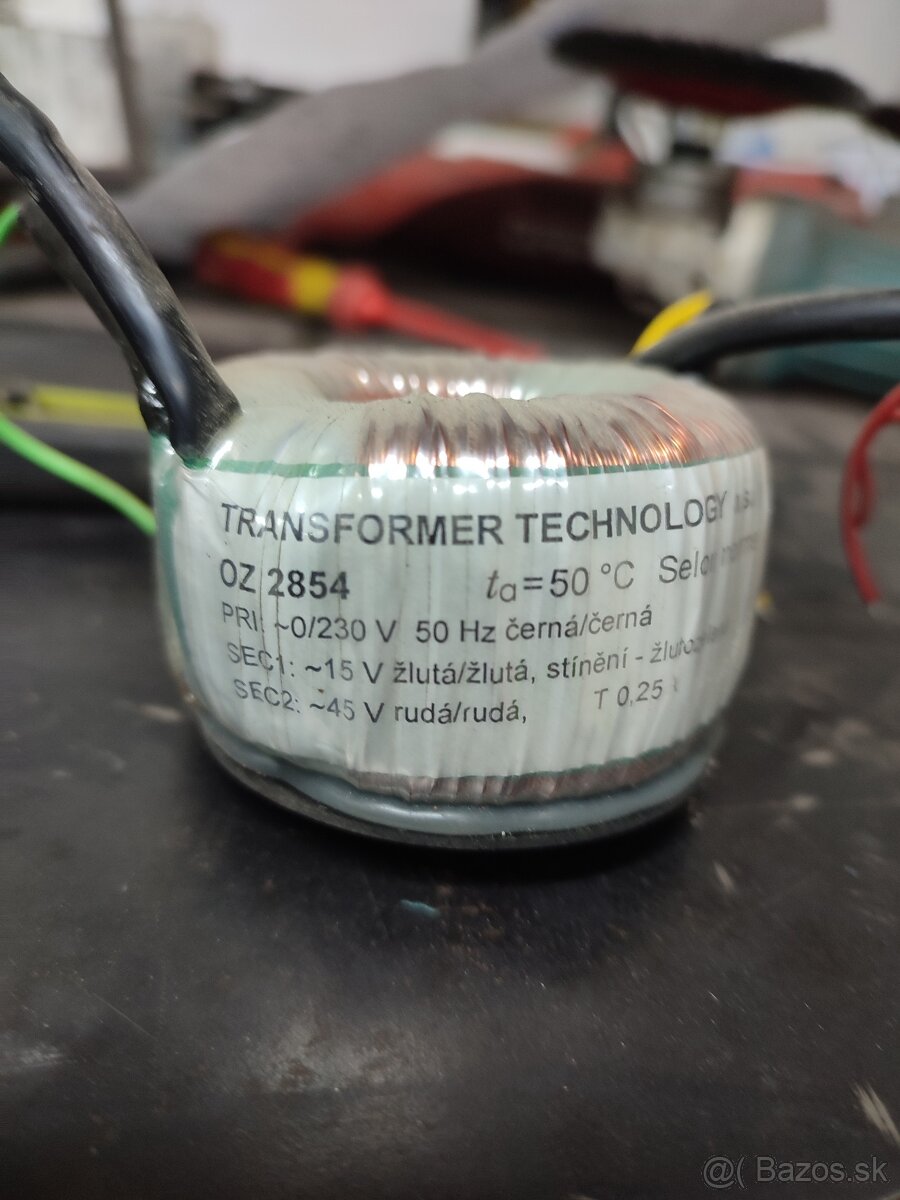 TRANSFORMER TECHNOLOGY
OZ 2854 ta=50 °C
PRI: ~0/230 V 50 Hz černá/černá
SEC1: ~15 V žlutá/žlutá, stínění -
SEC2: ~45 V rudá/rudá, T 0,25
@( Bazos.sk